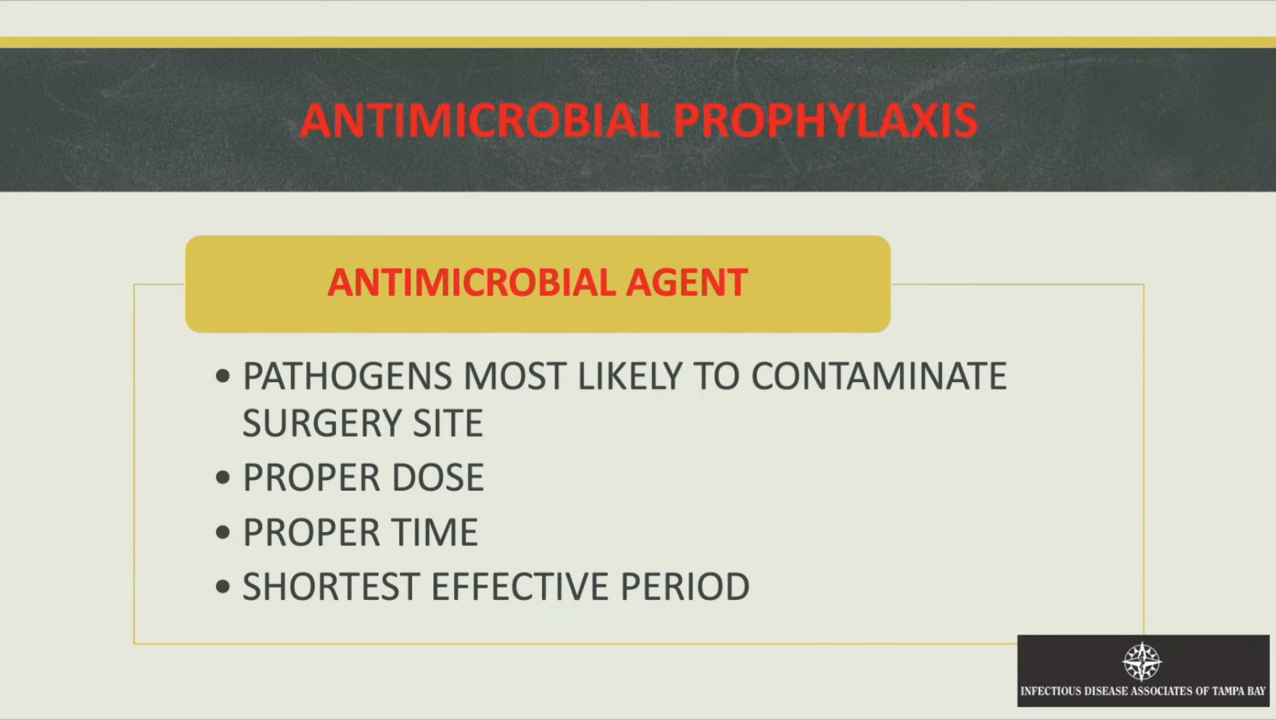 ANTIMICROBIAL PROPHYLAXIS
ANTIMICROBIAL AGENT
• PATHOGENS MOST LIKELY TO CONTAMINATE
SURGERY SITE
• PROPER DOSE
• PROPER TIME
• SHORTEST EFFECTIVE PERIOD
INFECTIOUS DISEASE ASSOCIATES OF TAMPA BAY